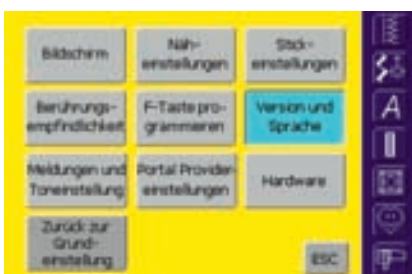 Bildschirm
Näh-
einstellungen
Stick-
einstellungen
Berührungs-
empfindlichkeit
F-Taste pro-
grammieren
Version und
Sprache
Meldungen und
Toneinstellung
Portal Provider-
einstellungen
Hardware
Zurück zur
Grund-
einstellung
ESC
A